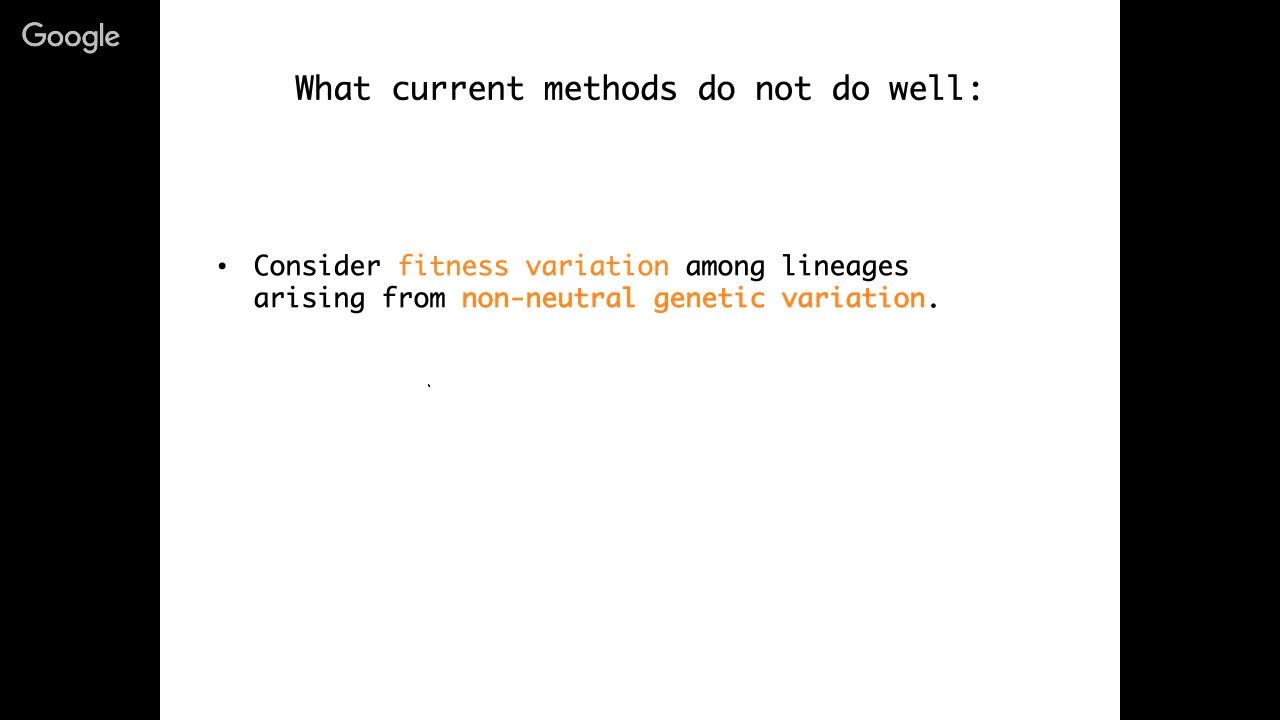 Google
What current methods do not do well:
• Consider fitness variation among lineages
arising from non-neutral genetic variation.